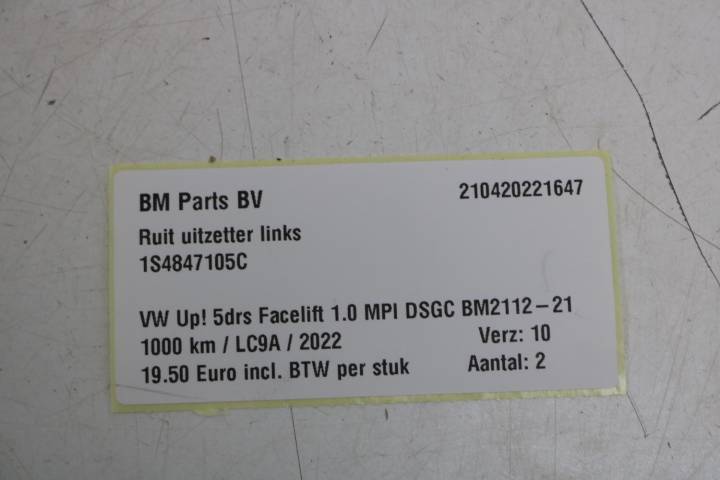 BM Parts BV 210420221647
Ruit uitzetter links
1S4847105C
VW Up! 5drs Facelift 1.0 MPI DSGC BM2112-21
1000 km / LC9A / 2022 Verz: 10
19.50 Euro incl. BTW per stuk Aantal: 2